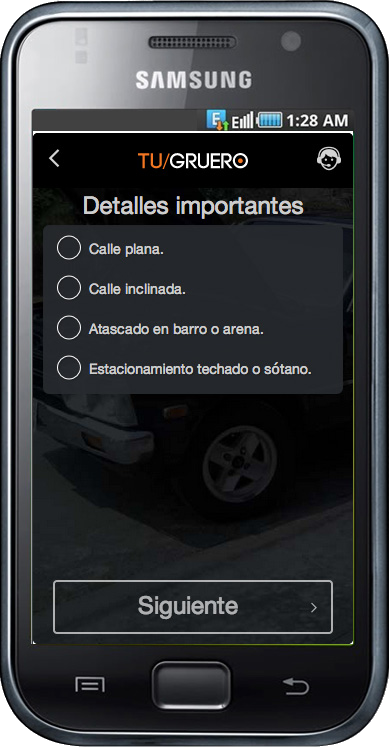 SAMSUNG
E 1:28 AM
TU/GRUERO
Detalles importantes
Calle plana.
Calle inclinada.
Atascado en barro o arena.
Estacionamiento techado o sótano.
Siguiente